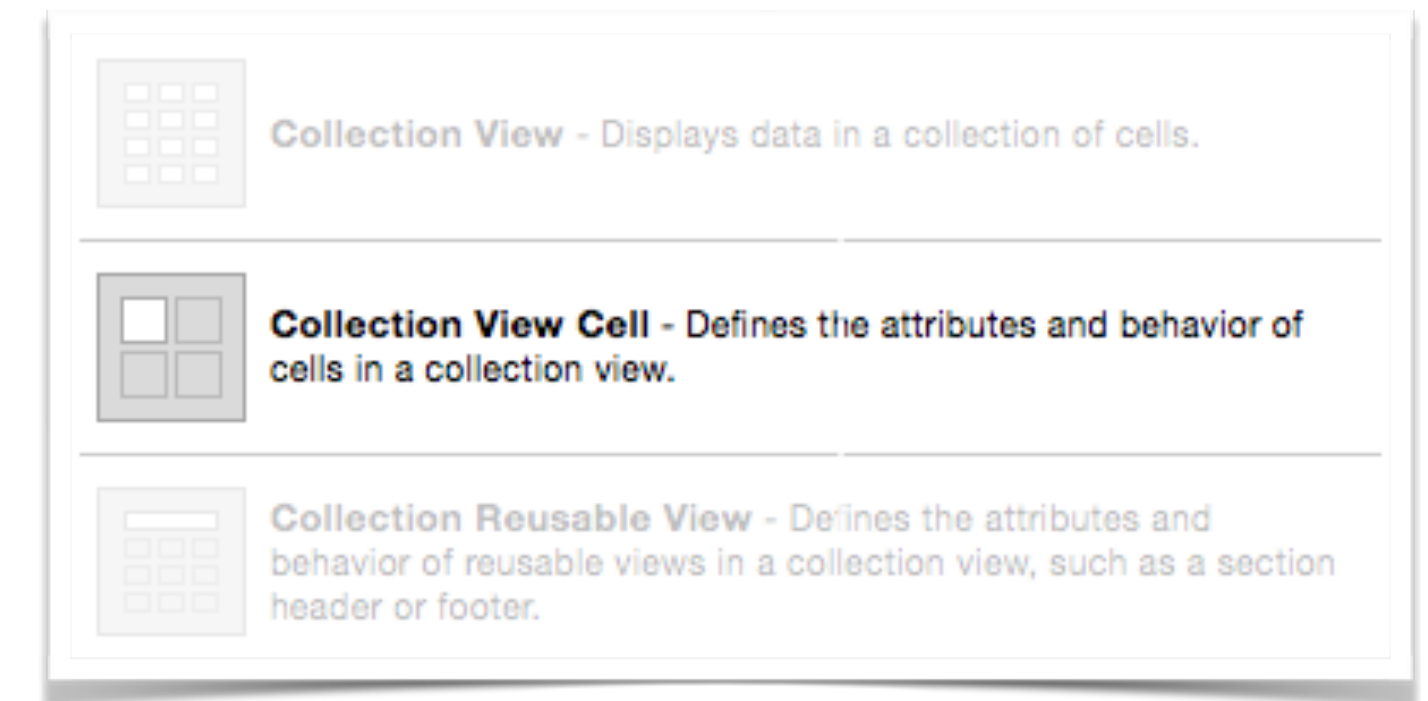 Collection View - Displays data in a collection of cells.
Collection View Cell - Defines the attributes and behavior of
cells in a collection view.
Collection Reusable View - Defines the attributes and
behavior of reusable views in a collection view, such as a section
header or footer.